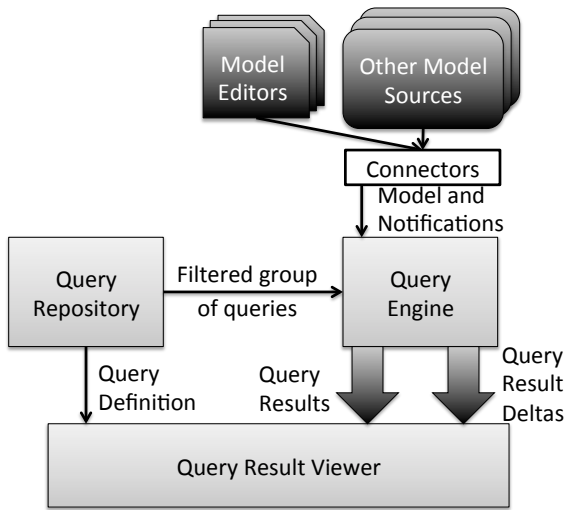 Model
Editors
Other Model
Sources
Connectors
Model and
Notifications
Query
Repository
Filtered group
of queries
Query
Engine
Query
Definition
Query
Results
Query
Result
Deltas
Query Result Viewer